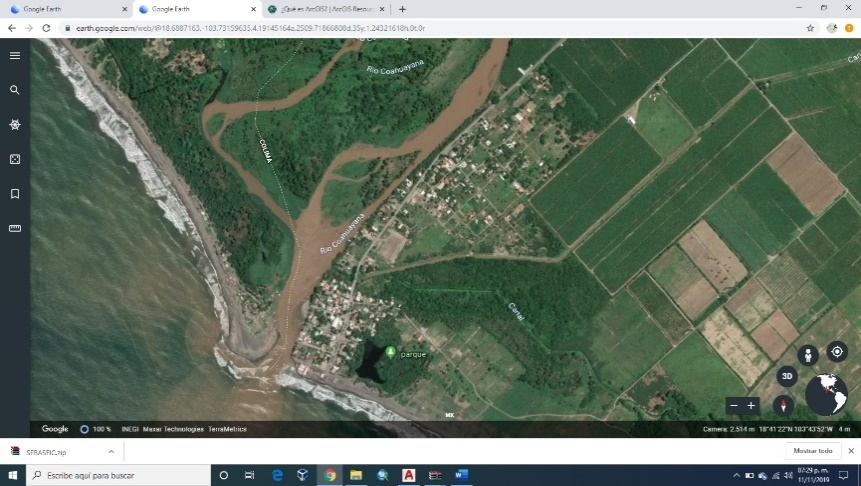 Google Earth
Google Earth
¿Qué es ArcGIS? | ArcGIS Resour
earth.google.com/web/@18.6887163,-103.73159635,4.19145164a,2509.71866808d,35y,1.24321618h,0t,0r
Río Coahuayana
COLIMA
Río Coahuayana
Canal
Can
parque
3D
MX
Google
100 %
INEGI Maxar Technologies TerraMetrics
Cámara: 2,514 m 18°41'22"N 103°43'52"W 4 m
SEBASFIC.zip
Mostrar todo
Escribe aquí para buscar
07:29 p. m.
11/11/2019